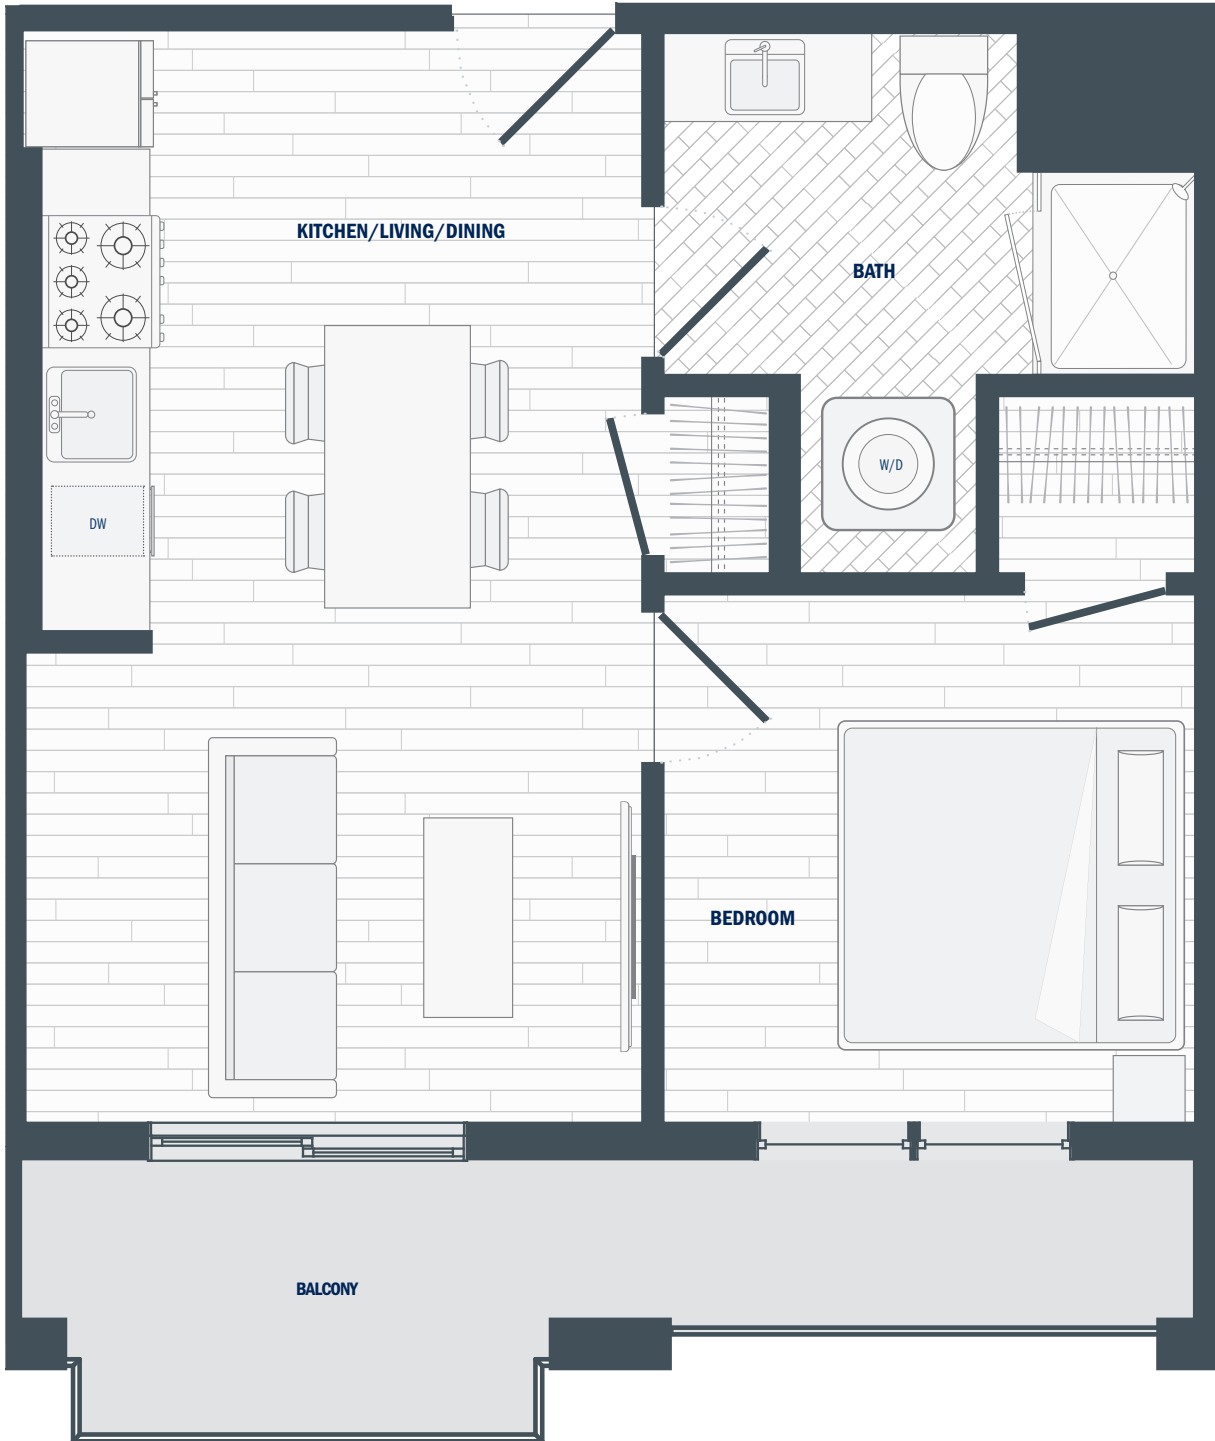 KITCHEN/LIVING/DINING
BATH
W/D
DW
BEDROOM
BALCONY